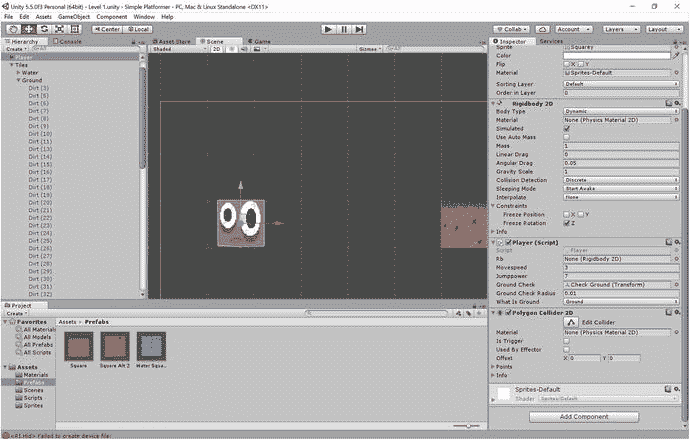 Unity 5.5.0f3 Personal (64bit) - Level 1.unity - Simple Platformer - PC, Mac & Linux Standalone <DX11>
File Edit Assets GameObject Component Window Help
Center Local Collab Account Layers Layout
Hierarchy Console Asset Store Scene Game Inspector Services
Create All Shaded 2D Gizmos All
Player
Tiles
Water
Ground
Dirt (3)
Dirt (5)
Dirt (6)
Dirt (7)
Dirt (8)
Dirt (9)
Dirt (10)
Dirt (11)
Dirt (12)
Dirt (13)
Dirt (14)
Dirt (15)
Dirt (16)
Dirt (17)
Dirt (18)
Dirt (19)
Dirt (20)
Dirt (21)
Dirt (22)
Dirt (23)
Dirt (24)
Dirt (25)
Dirt (26)
Dirt (27)
Dirt (28)
Dirt (29)
Dirt (30)
Dirt (31)
Dirt (32)
Sprite Squarey
Color
Flip X Y
Material Sprites-Default
Sorting Layer Default
Order in Layer 0
Rigidbody 2D
Body Type Dynamic
Material None (Physics Material 2D)
Simulated
Use Auto Mass
Mass 1
Linear Drag 0
Angular Drag 0.05
Gravity Scale 1
Collision Detection Discrete
Sleeping Mode Start Awake
Interpolate None
Constraints
Freeze Position X Y
Freeze Rotation Z
Info
Player (Script)
Script Player
Rb None (Rigidbody 2D)
Movespeed 3
Jumppower 7
Ground Check Check Ground (Transform)
Ground Check Radius 0.01
What Is Ground Ground
Polygon Collider 2D
Edit Collider
Material None (Physics Material 2D)
Is Trigger
Used By Effector
Offset X 0 Y 0
Points
Info
Sprites-Default
Shader Sprites/Default
Add Component
Project
Create
Favorites
All Materials
All Models
All Prefabs
All Scripts
Assets
Materials
Prefabs
Scenes
Scripts
Sprites
Assets Prefabs
Square Square Alt 2 Water Squa...
Failed to create device file: